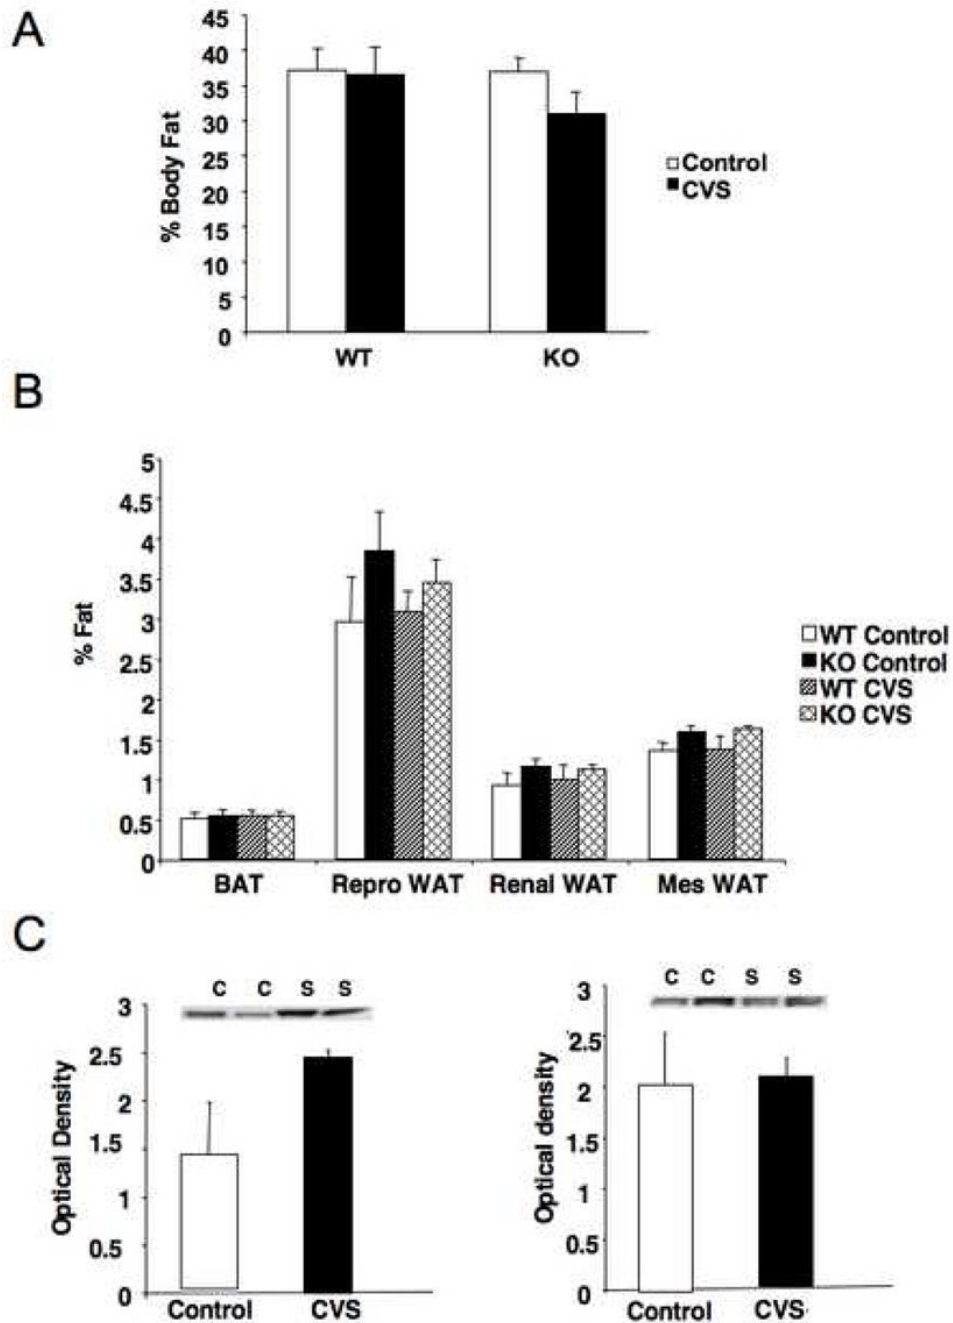 A
45
40
35
30
25
20
15
10
5
0
% Body Fat
WT KO
Control
CVS
B
5
4.5
4
3.5
3
2.5
2
1.5
1
0.5
0
% Fat
BAT Repro WAT Renal WAT Mes WAT
WT Control
KO Control
WT CVS
KO CVS
C
C C S S
3
2.5
2
1.5
1
0.5
0
Optical Density
Control CVS
C C S S
3
2.5
2
1.5
1
0.5
0
Optical density
Control CVS